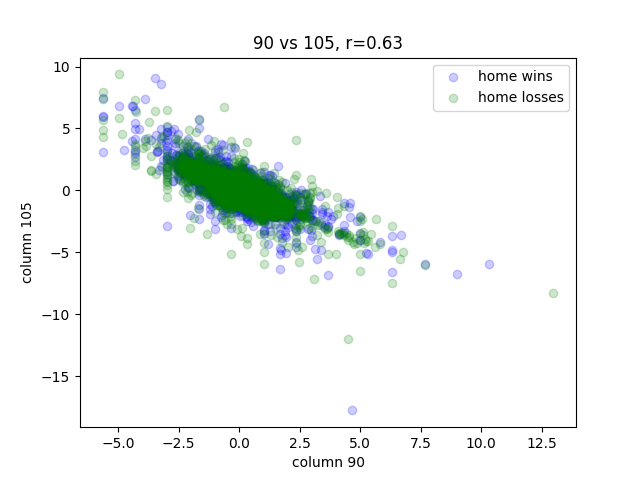 90 vs 105, r=0.63
home wins
home losses
column 105
10
5
0
−5
−10
−15
−5.0 −2.5 0.0 2.5 5.0 7.5 10.0 12.5
column 90